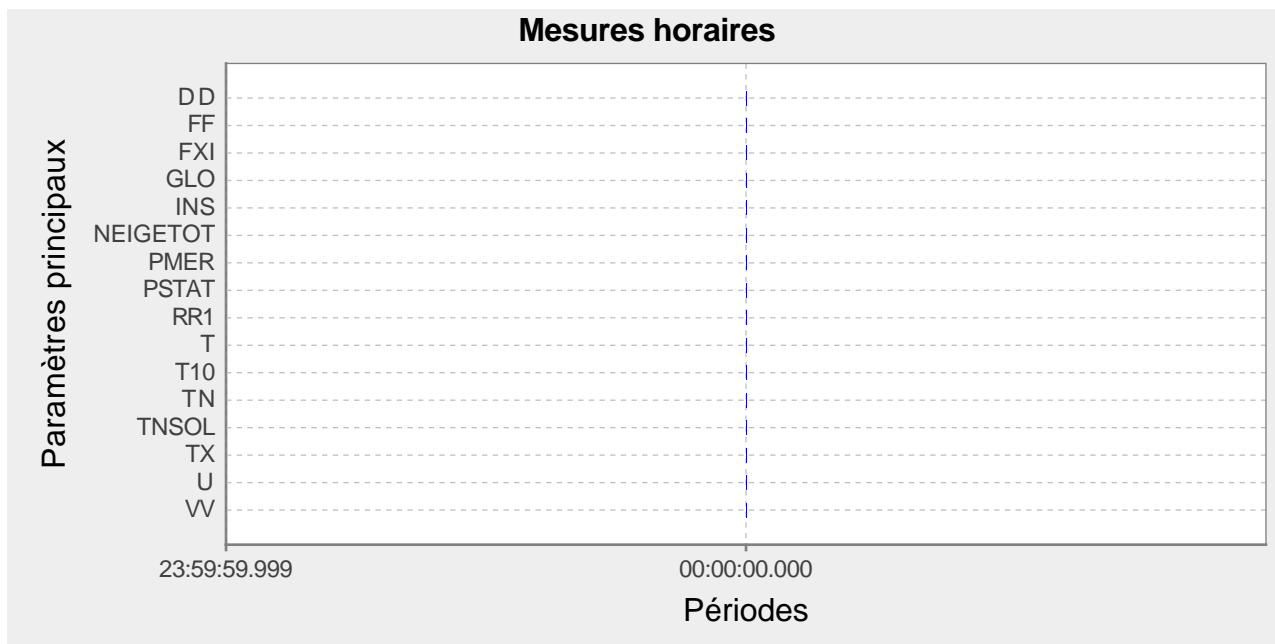 Mesures horaires
Paramètres principaux
DD
FF
FXI
GLO
INS
NEIGETOT
PMER
PSTAT
RR1
T
T10
TN
TNSOL
TX
U
VV
23:59:59.999 00:00:00.000
Périodes